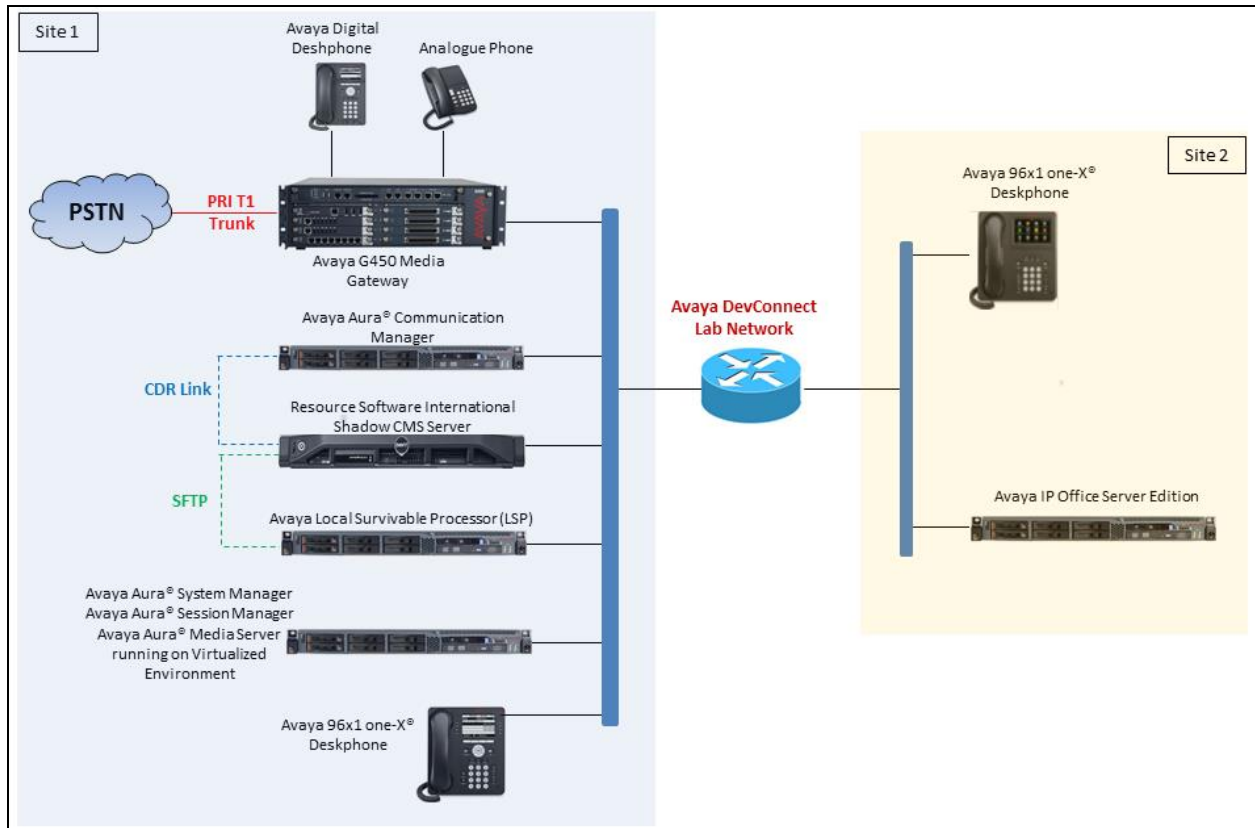 Site 1
Avaya Digital
Deshphone
Analogue Phone
PSTN
PRI T1
Trunk
Avaya G450 Media
Gateway
Avaya Aura® Communication
Manager
CDR Link
Resource Software International
Shadow CMS Server
SFTP
Avaya Local Survivable Processor (LSP)
Avaya Aura® System Manager
Avaya Aura® Session Manager
Avaya Aura® Media Server
running on Virtualized
Environment
Avaya 96x1 one-X®
Deskphone
Avaya DevConnect
Lab Network
Site 2
Avaya 96x1 one-X®
Deskphone
Avaya IP Office Server Edition